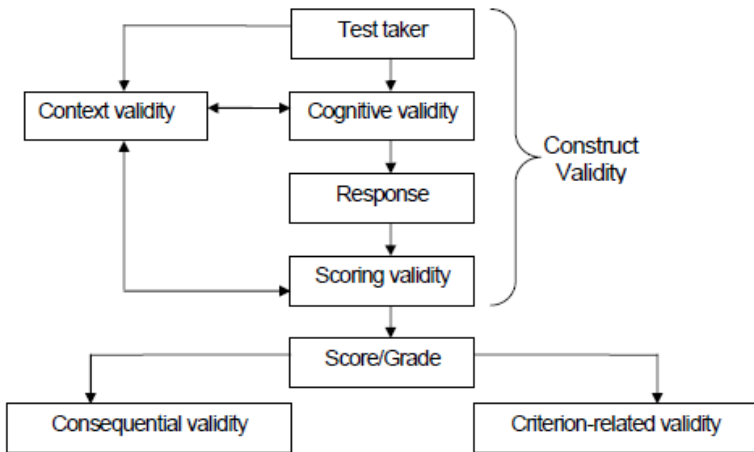 Test taker
Context validity
Cognitive validity
Construct
Validity
Response
Scoring validity
Score/Grade
Consequential validity
Criterion-related validity